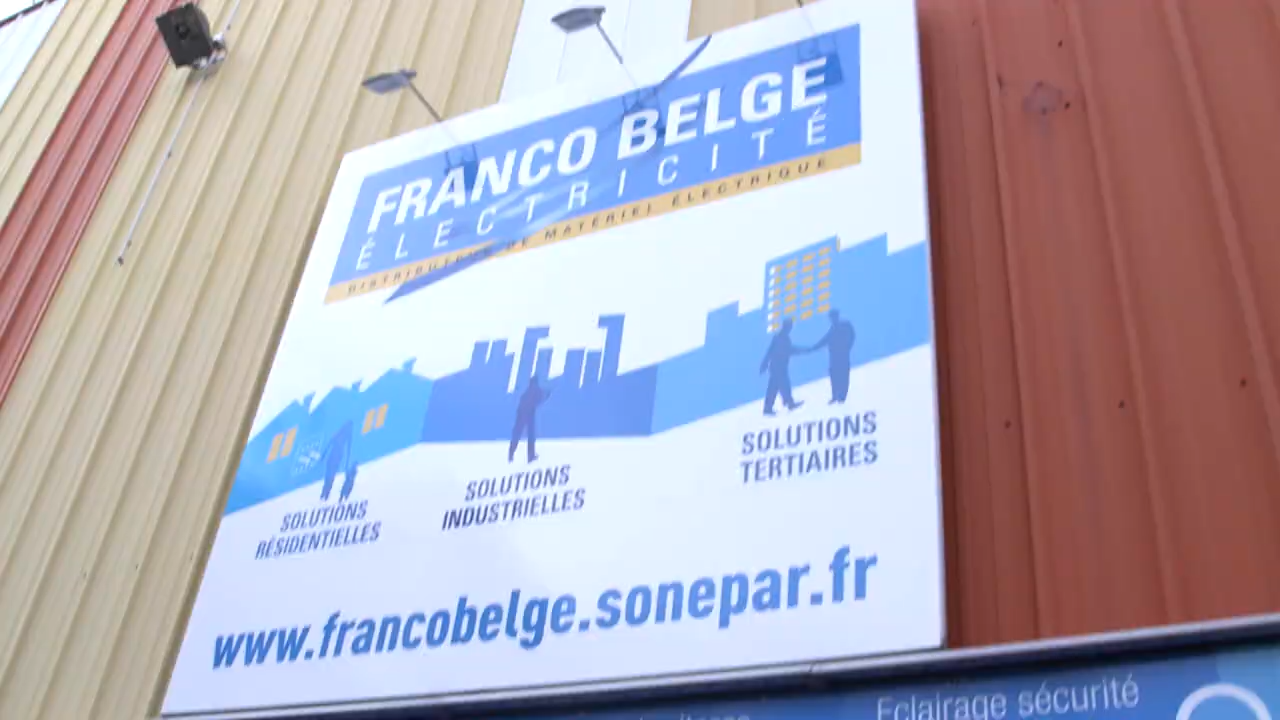 FRANCO BELGE
ÉLECTRICITÉ
DISTRIBUTEUR DE MATÉRIEL ÉLECTRIQUE
SOLUTIONS
RÉSIDENTIELLES
SOLUTIONS
INDUSTRIELLES
SOLUTIONS
TERTIAIRES
www.francobelge.sonepar.fr
Eclairage sécurité